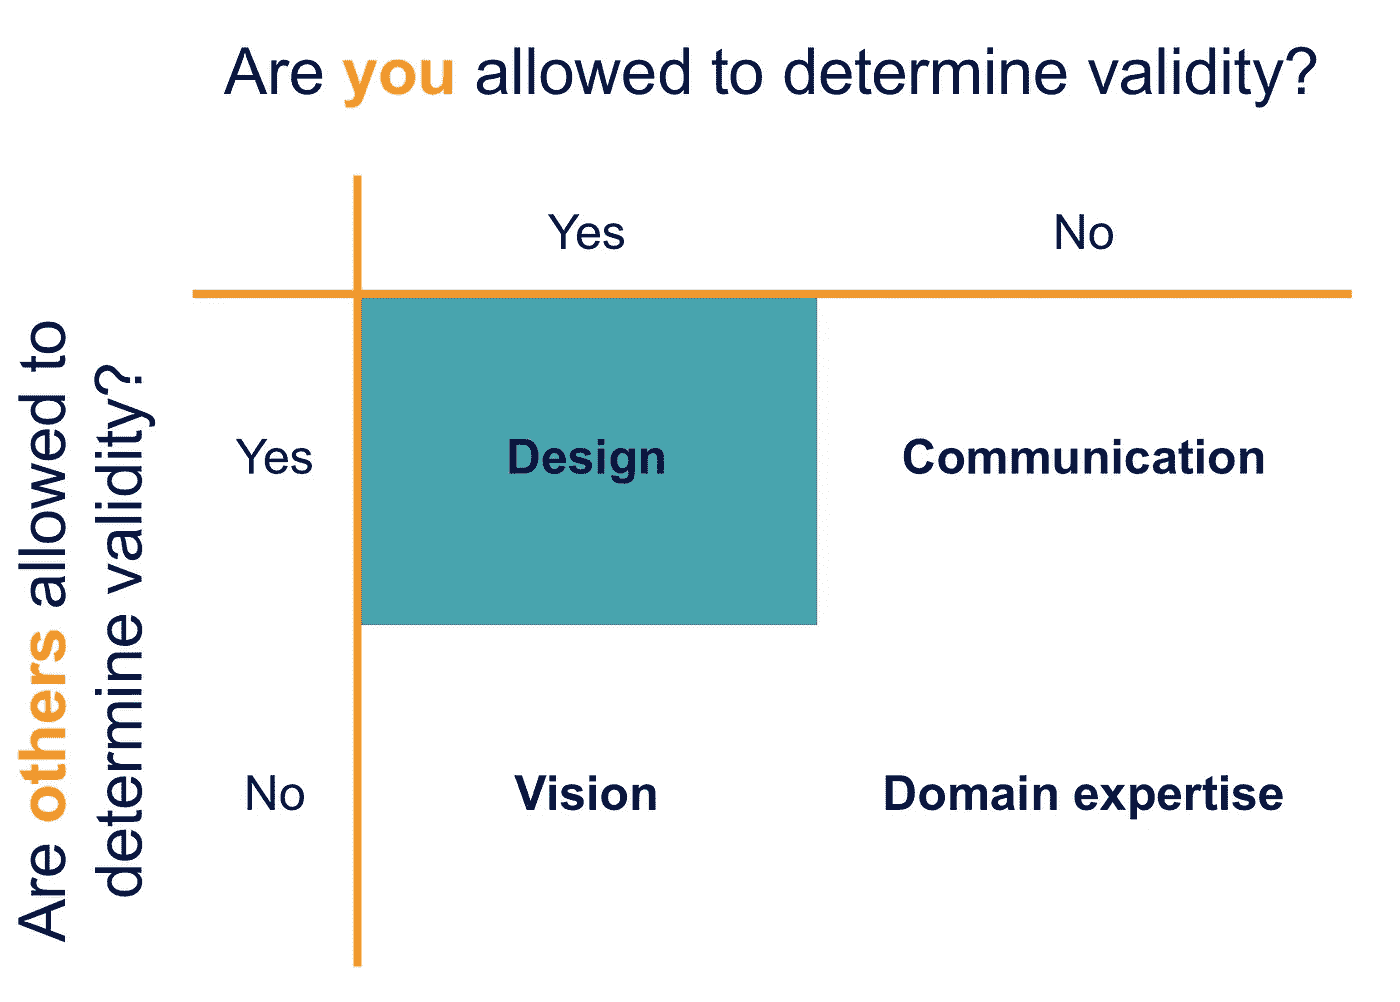 Are you allowed to determine validity?
Yes
No
Are others allowed to
determine validity?
Yes
Design
Communication
No
Vision
Domain expertise